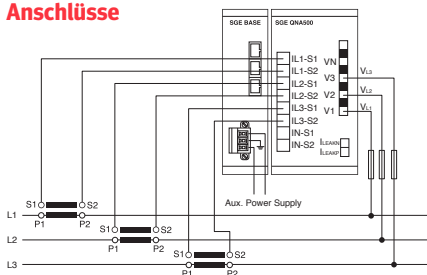 Anschlüsse
SGE BASE
SGE QNA500
IL1-S1
IL1-S2
IL2-S1
IL2-S2
IL3-S1
IL3-S2
IN-S1
IN-S2
VN
V3
V2
V1
VL3
VL2
VL1
ILEAKN
ILEAKP
Aux. Power Supply
S1
S2
L1
P1
P2
S1
S2
L2
P1
P2
S1
S2
L3
P1
P2